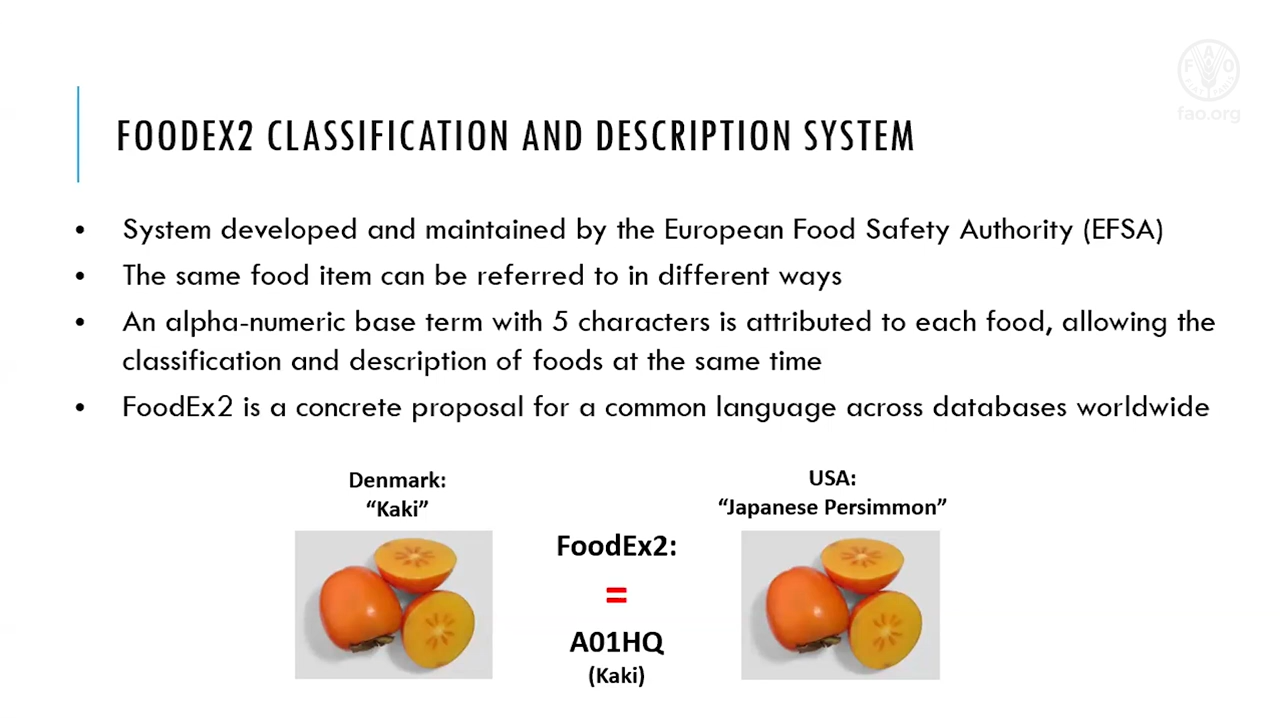 FAO
FIAT PANIS
fao.org
FOODEX2 CLASSIFICATION AND DESCRIPTION SYSTEM
• System developed and maintained by the European Food Safety Authority (EFSA)
• The same food item can be referred to in different ways
• An alpha-numeric base term with 5 characters is attributed to each food, allowing the
classification and description of foods at the same time
• FoodEx2 is a concrete proposal for a common language across databases worldwide
Denmark:
“Kaki”
FoodEx2:
=
A01HQ
(Kaki)
USA:
“Japanese Persimmon”